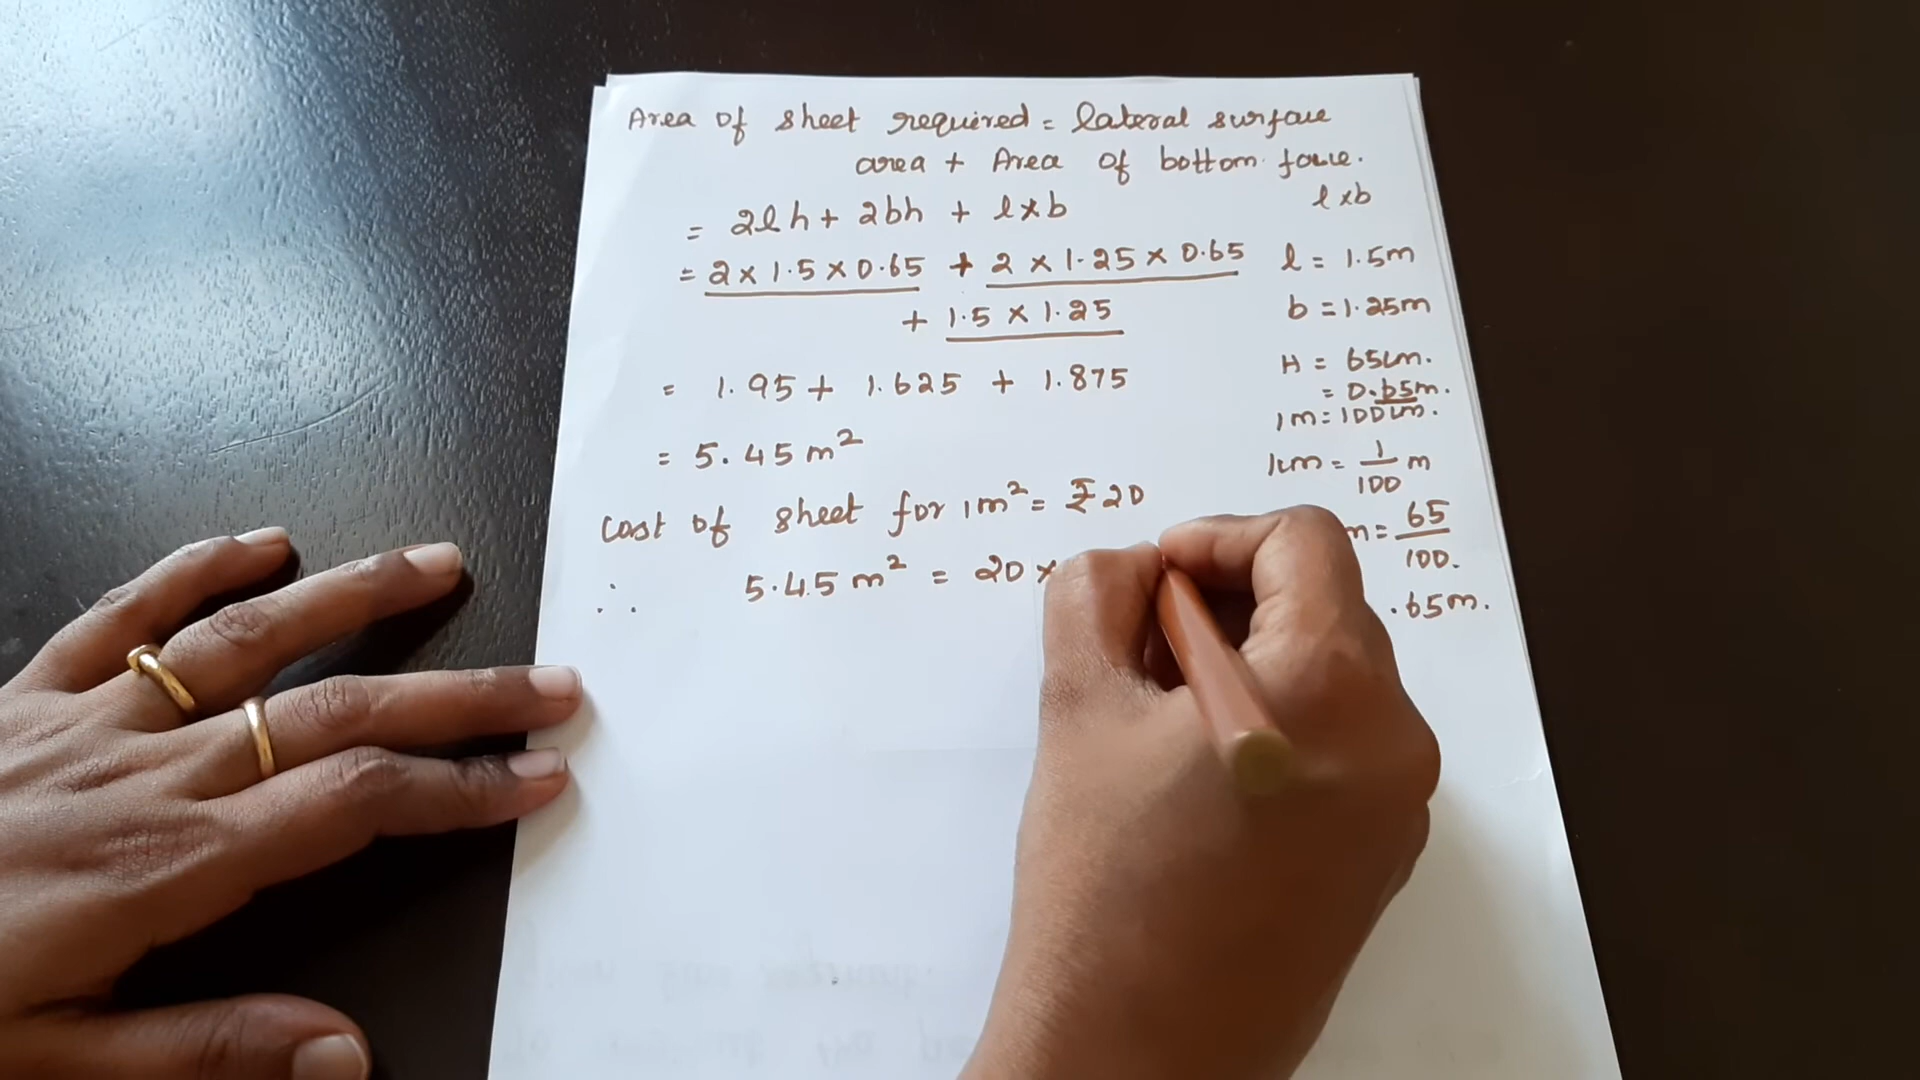 Area of sheet required = lateral surface
area + Area of bottom face.
l x b
= 2lh + 2bh + l x b
= 2 x 1.5 x 0.65 + 2 x 1.25 x 0.65
+ 1.5 x 1.25
= 1.95 + 1.625 + 1.875
= 5.45 m²
Cost of sheet for 1m² = ₹20
∴ 5.45 m² = 20 x
l = 1.5m
b = 1.25m
H = 65cm.
= 0.65m.
1m = 100cm.
1cm = 1/100 m
m = 65/100.
.65m.